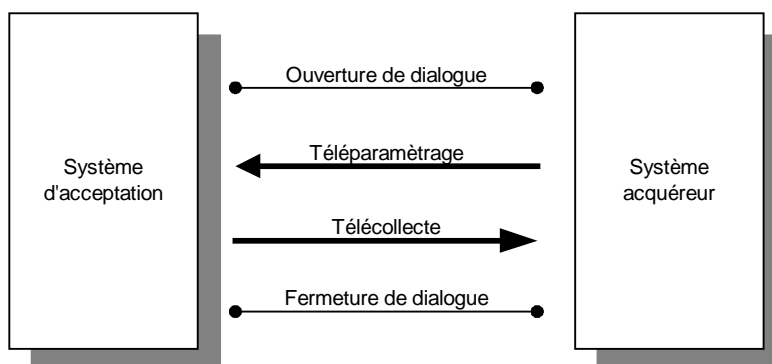 Ouverture de dialogue
Téléparamètrage
Système
d'acceptation
Système
acquéreur
Télécollecte
Fermeture de dialogue